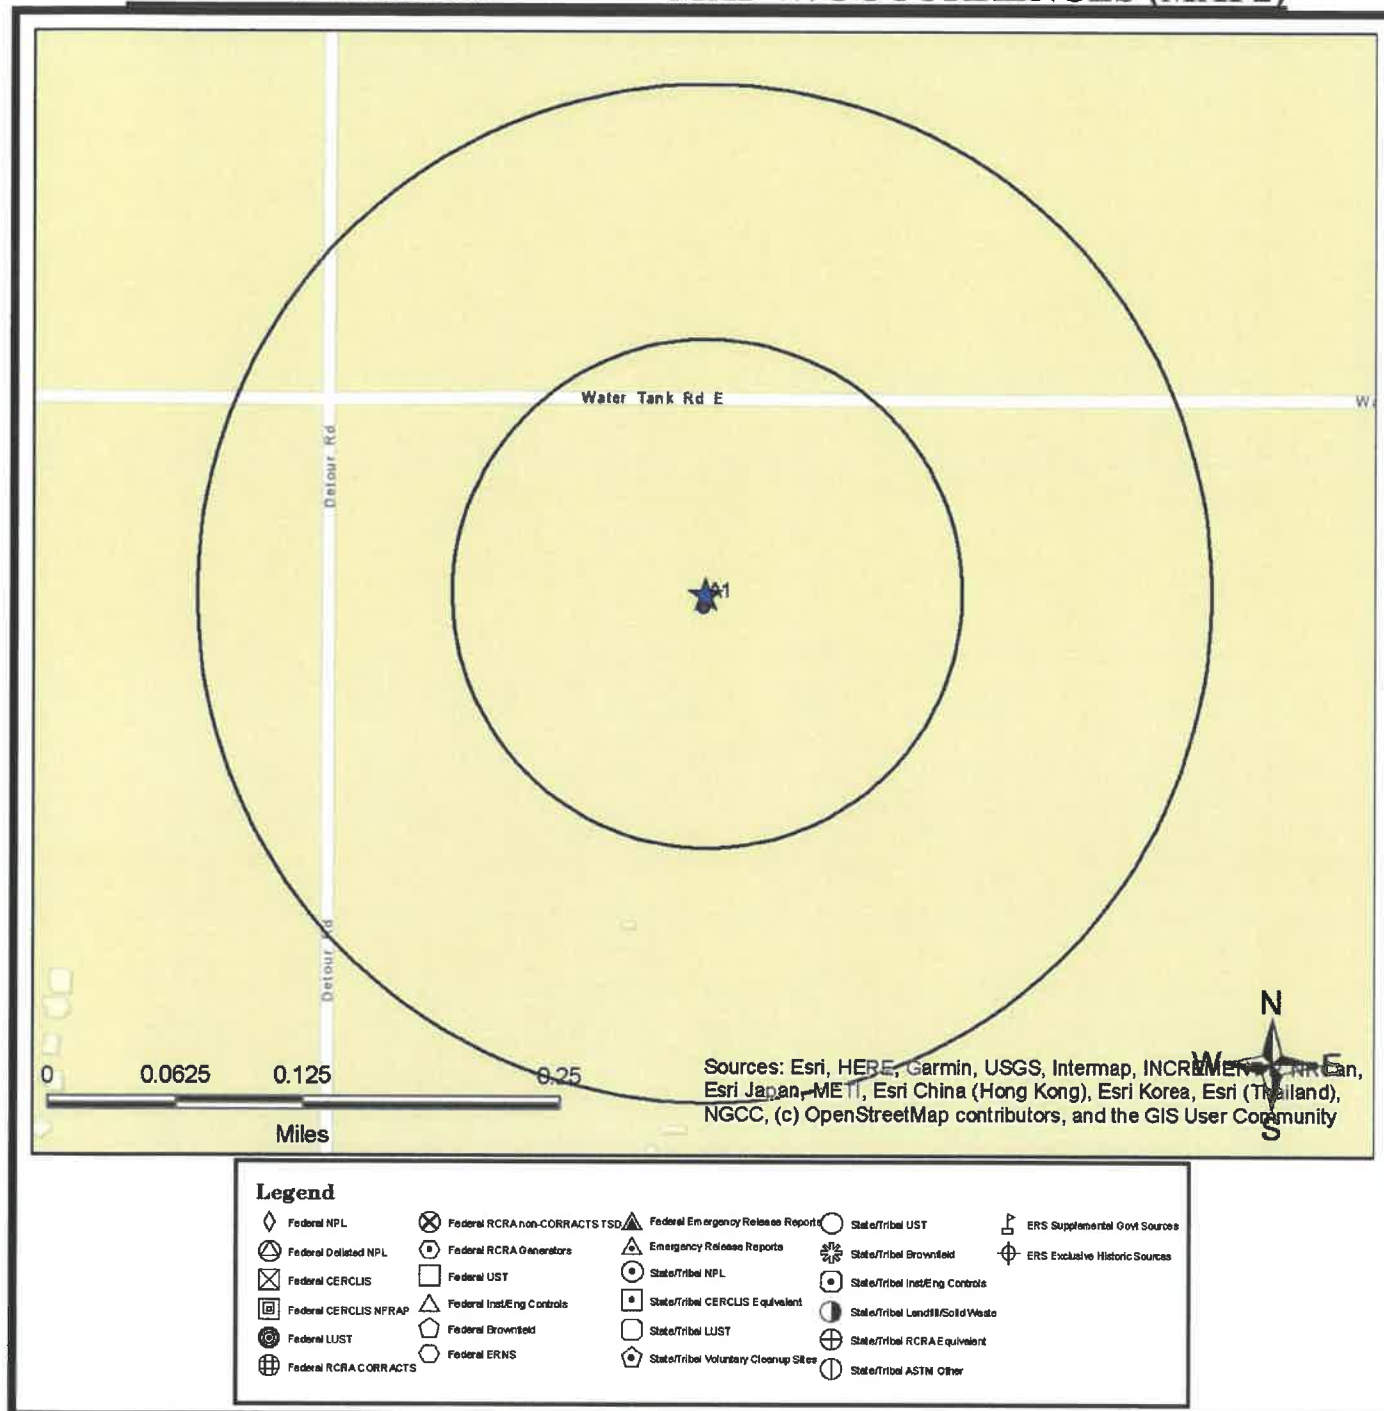 OCCURRENCES (MAP1)
Water Tank Rd E
W
Detour Rd
A1
Detour Rd
N
W E
S
0 0.0625 0.125 0.25
Miles
Sources: Esri, HERE, Garmin, USGS, Intermap, INCREMENT
Esri Japan, METI, Esri China (Hong Kong), Esri Korea, Esri (Thailand),
NGCC, (c) OpenStreetMap contributors, and the GIS User Community
Legend
Federal NPL
Federal Delisted NPL
Federal CERCLIS
Federal CERCLIS NFRAP
Federal LUST
Federal RCRA CORRACTS
Federal RCRA non-CORRACTS TSD
Federal RCRA Generators
Federal UST
Federal Inst/Eng Controls
Federal Brownfield
Federal ERNS
Federal Emergency Release Reports
Emergency Release Reports
State/Tribal NPL
State/Tribal CERCLIS Equivalent
State/Tribal LUST
State/Tribal Voluntary Cleanup Sites
State/Tribal UST
State/Tribal Brownfield
State/Tribal Inst/Eng Controls
State/Tribal Landfill/Solid Waste
State/Tribal RCRA Equivalent
State/Tribal ASTM Other
ERS Supplemental Govt Sources
ERS Exclusive Historic Sources